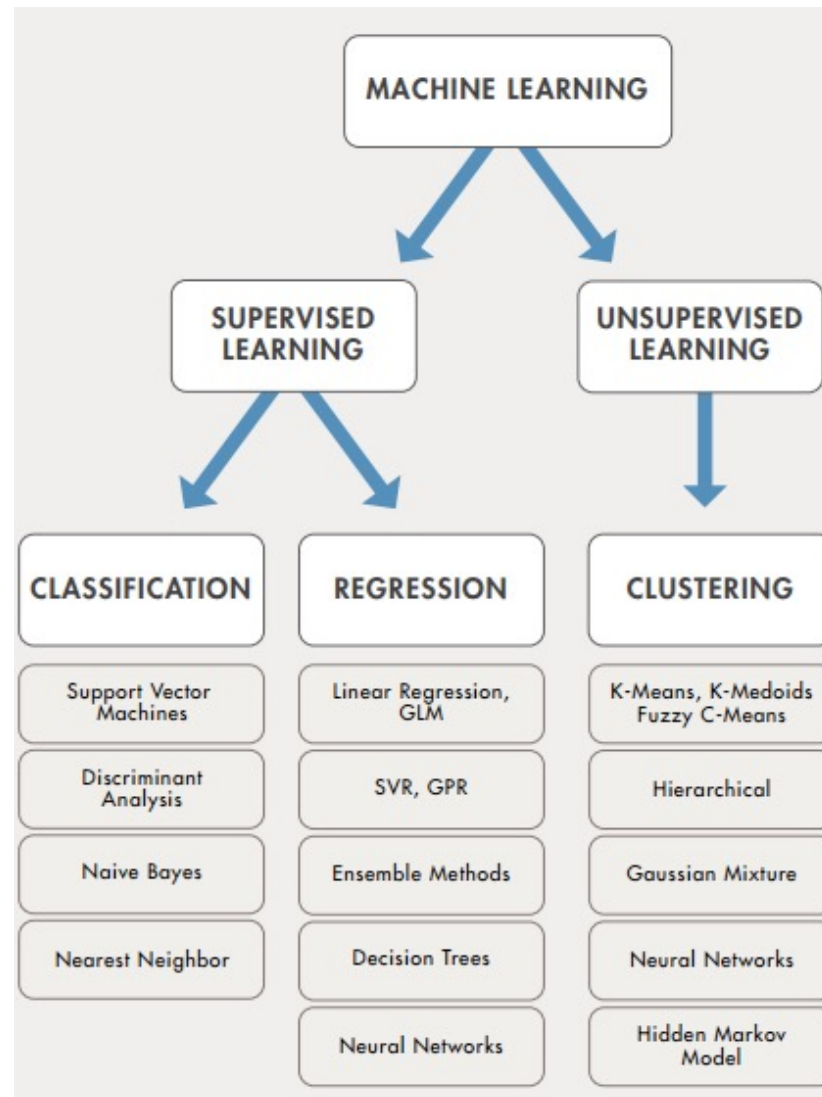 MACHINE LEARNING
SUPERVISED
LEARNING
UNSUPERVISED
LEARNING
CLASSIFICATION
Support Vector
Machines
Discriminant
Analysis
Naive Bayes
Nearest Neighbor
REGRESSION
Linear Regression,
GLM
SVR, GPR
Ensemble Methods
Decision Trees
Neural Networks
CLUSTERING
K-Means, K-Medoids
Fuzzy C-Means
Hierarchical
Gaussian Mixture
Neural Networks
Hidden Markov
Model